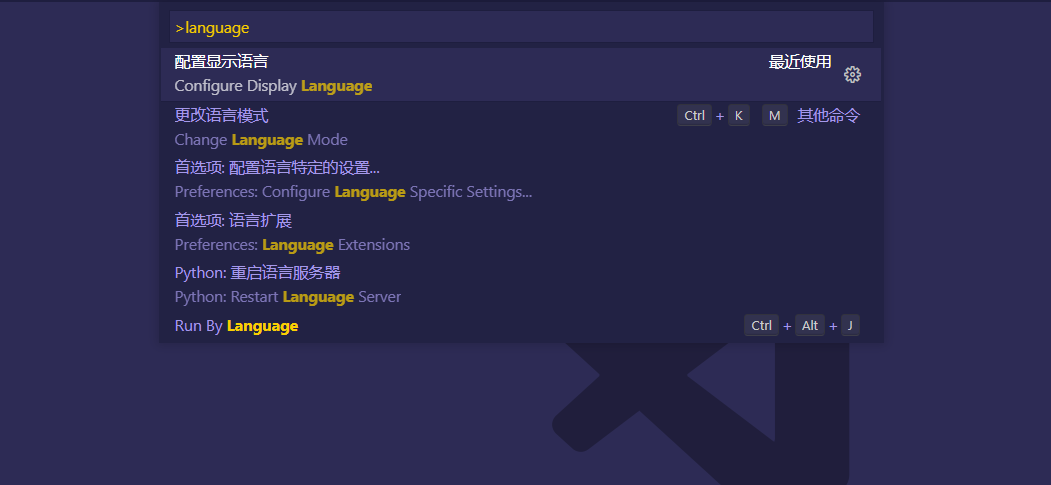 >language
配置显示语言 最近使用
Configure Display Language
更改语言模式 Ctrl + K M 其他命令
Change Language Mode
首选项: 配置语言特定的设置...
Preferences: Configure Language Specific Settings...
首选项: 语言扩展
Preferences: Language Extensions
Python: 重启语言服务器
Python: Restart Language Server
Run By Language Ctrl + Alt + J